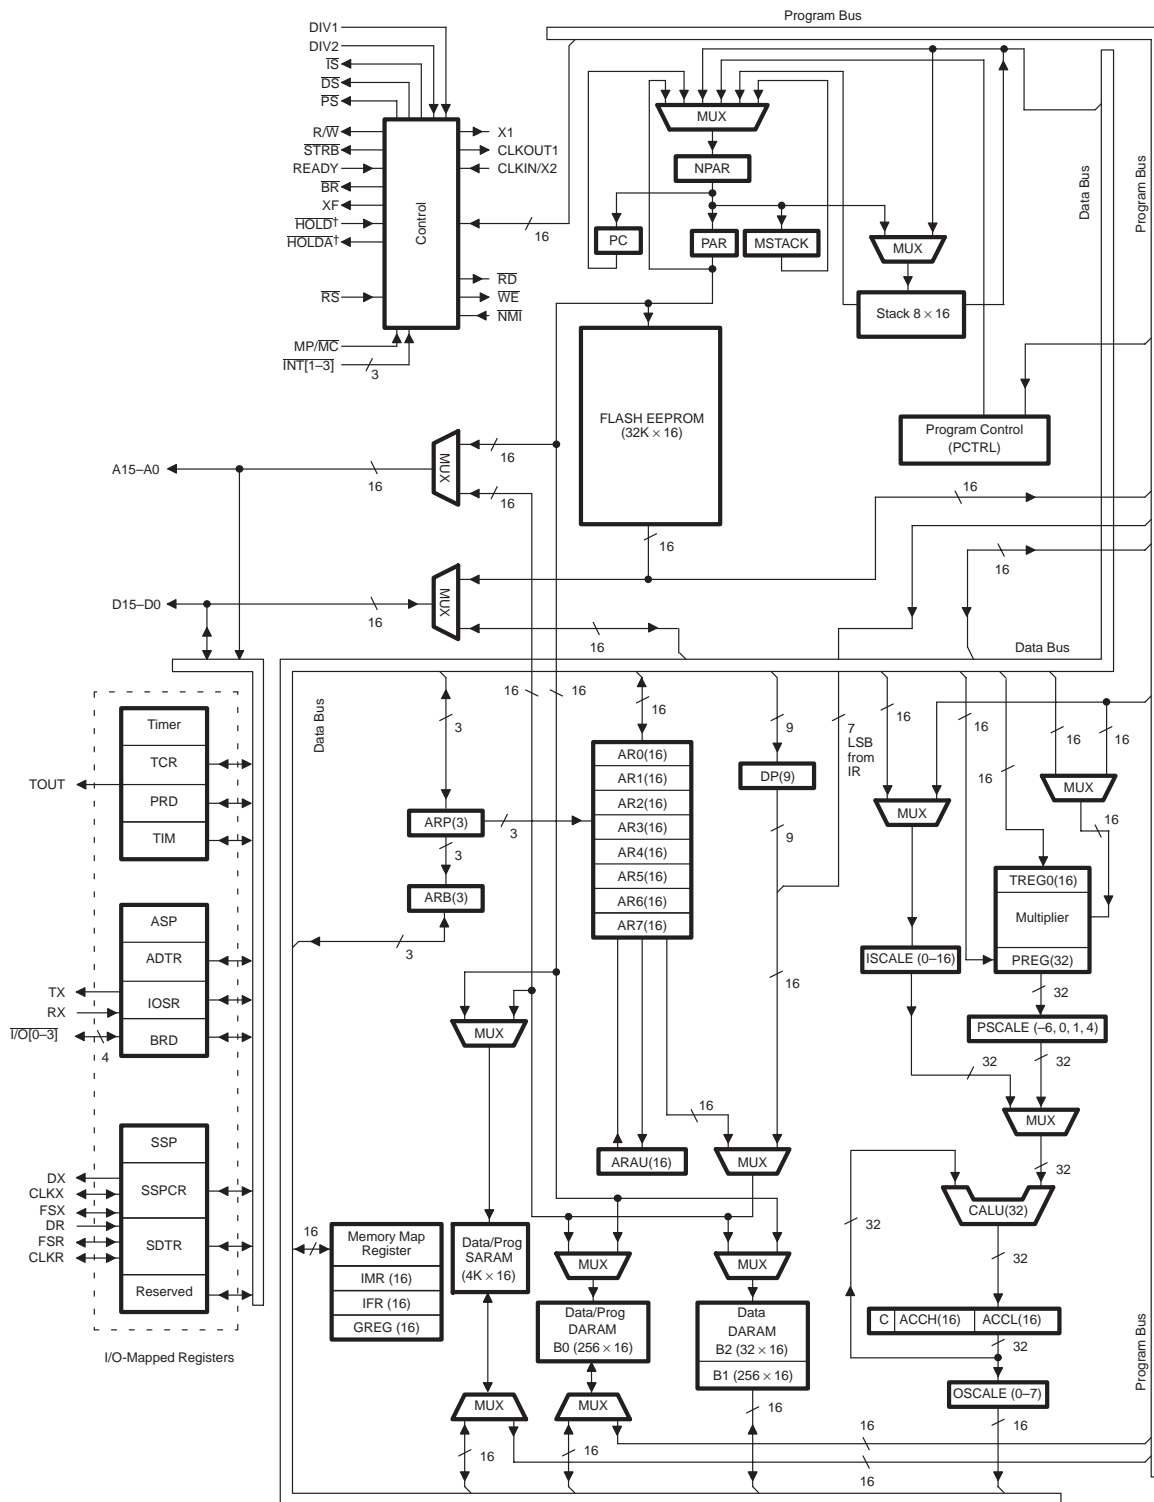 Program Bus
DIV1
DIV2
IS
DS
PS
R/W
STRB
READY
BR
XF
HOLD†
HOLDA†
RS
MP/MC
INT[1–3]
3
Control
X1
CLKOUT1
CLKIN/X2
RD
WE
NMI
16
MUX
NPAR
PC
PAR
MSTACK
MUX
Stack 8 × 16
Data Bus
Program Bus
FLASH EEPROM
(32K × 16)
Program Control
(PCTRL)
A15–A0
16
MUX
16
16
16
16
16
D15–D0
16
MUX
16
Data Bus
Data Bus
16
16
3
16
9
7
LSB
from
IR
16
16
16
16
16
Timer
TCR
PRD
TIM
TOUT
AR0(16)
AR1(16)
AR2(16)
AR3(16)
AR4(16)
AR5(16)
AR6(16)
AR7(16)
DP(9)
9
MUX
MUX
16
ARP(3)
3
3
ARB(3)
3
TREG0(16)
Multiplier
PREG(32)
ISCALE (0–16)
ASP
ADTR
IOSR
BRD
TX
RX
I/O[0–3]
4
MUX
16
32
PSCALE (–6, 0, 1, 4)
32
32
MUX
16
ARAU(16)
MUX
32
SSP
SSPCR
SDTR
Reserved
DX
CLKX
FSX
DR
FSR
CLKR
CALU(32)
32
32
16
Memory Map
Register
IMR (16)
IFR (16)
GREG (16)
Data/Prog
SARAM
(4K × 16)
MUX
MUX
Data/Prog
DARAM
B0 (256 × 16)
Data
DARAM
B2 (32 × 16)
B1 (256 × 16)
C
ACCH(16)
ACCL(16)
32
OSCALE (0–7)
I/O-Mapped Registers
Program Bus
MUX
MUX
16
16
16
16
16
16